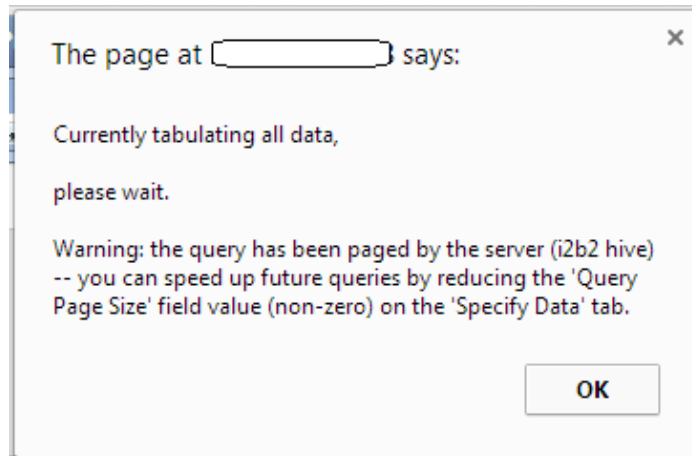 The page at says:
Currently tabulating all data,
please wait.
Warning: the query has been paged by the server (i2b2 hive)
-- you can speed up future queries by reducing the 'Query
Page Size' field value (non-zero) on the 'Specify Data' tab.
OK